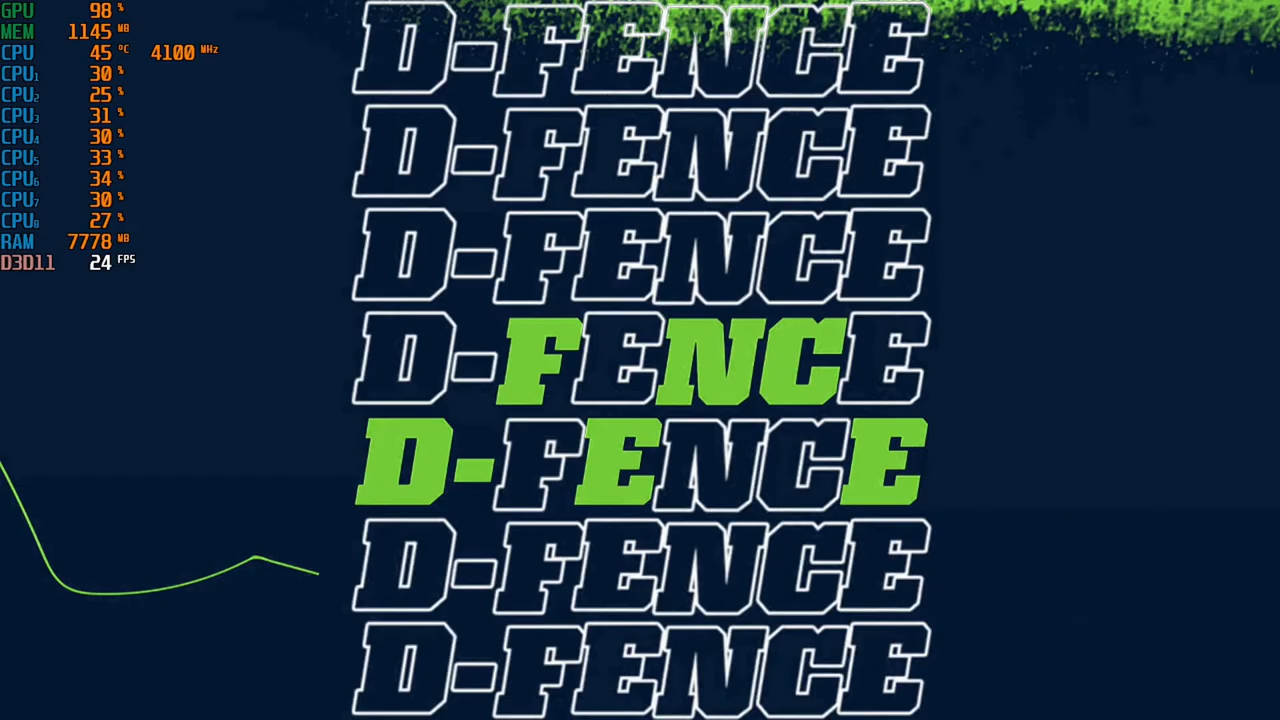 GPU 98 %
MEM 1145 MB
CPU 45 °C 4100 MHz
CPU1 30 %
CPU2 25 %
CPU3 31 %
CPU4 30 %
CPU5 33 %
CPU6 34 %
CPU7 30 %
CPU8 27 %
RAM 7778 MB
D3D11 24 FPS
D-FENCE
D-FENCE
D-FENCE
D-FENCE
D-FENCE
D-FENCE
D-FENCE